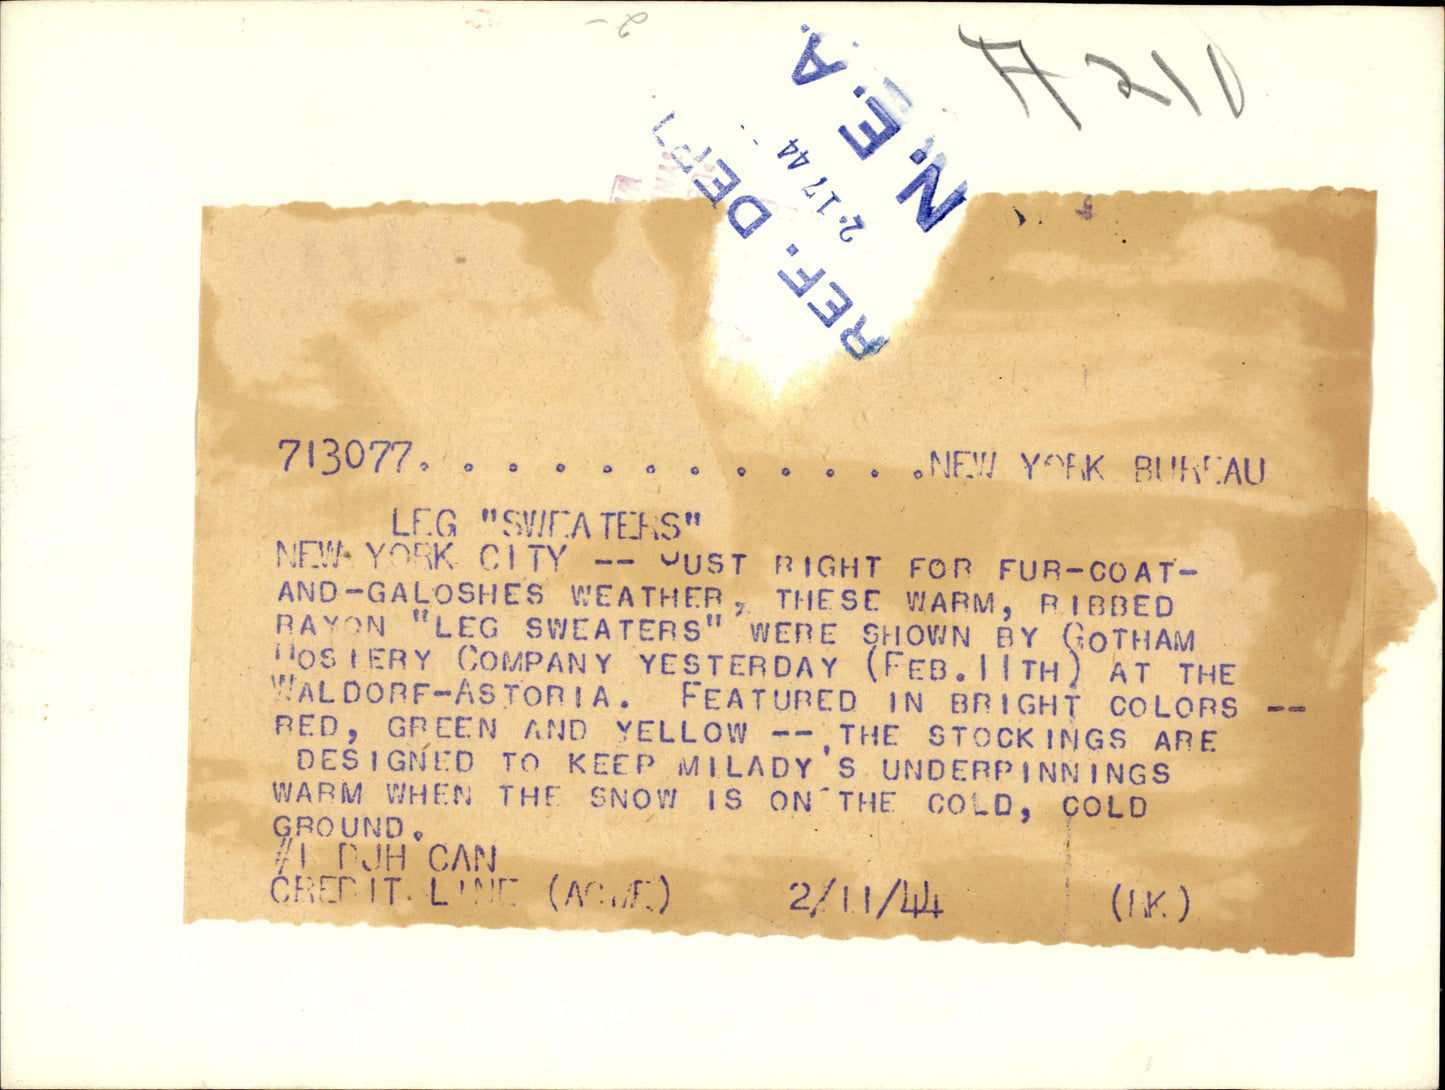 A210
N.E.A.
2-17 44
REF. DEPT
713077. . . . . . . . . . . .NEW YORK BUREAU
LEG "SWEATERS"
NEW YORK CITY -- JUST RIGHT FOR FUR-COAT-
AND-GALOSHES WEATHER, THESE WARM, RIBBED
RAYON "LEG SWEATERS" WERE SHOWN BY GOTHAM
HOSIERY COMPANY YESTERDAY (FEB.11TH) AT THE
WALDORF-ASTORIA. FEATURED IN BRIGHT COLORS --
RED, GREEN AND YELLOW -- THE STOCKINGS ARE
DESIGNED TO KEEP MILADY'S UNDERPINNINGS
WARM WHEN THE SNOW IS ON THE COLD, COLD
GROUND.
#1 DJH CAN
CREDIT LINE (ACME) 2/11/44